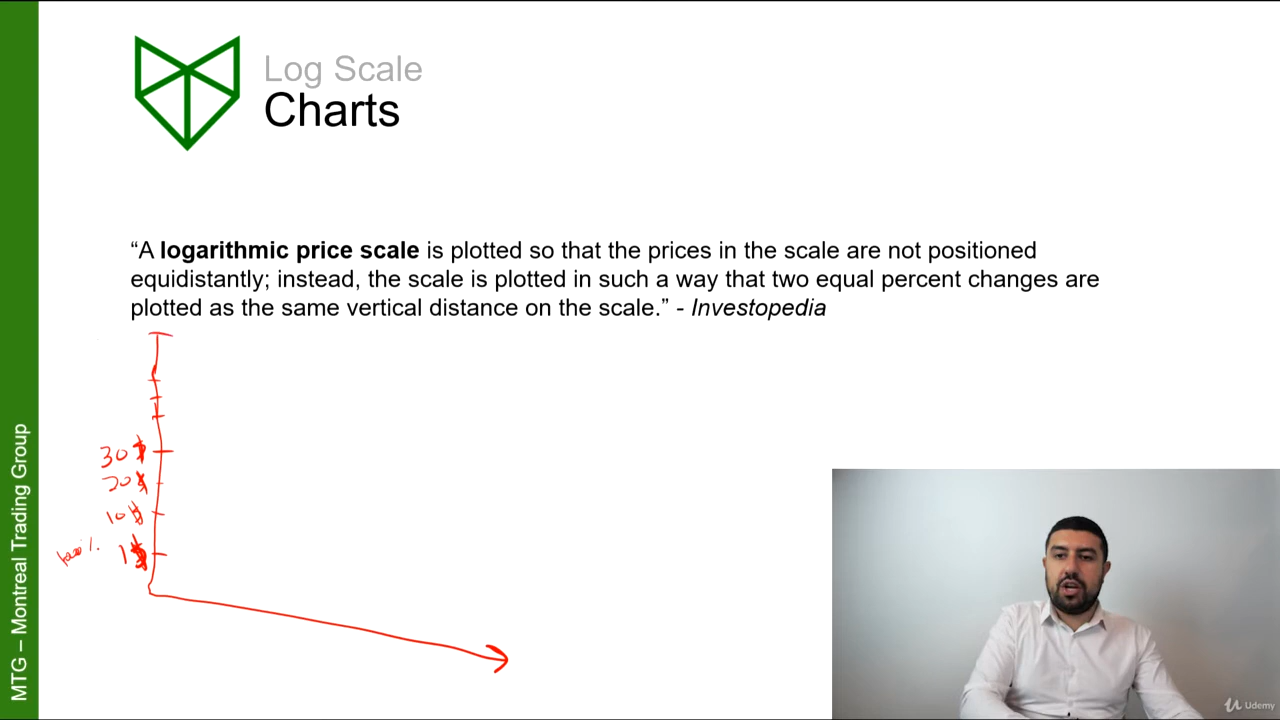 Log Scale
Charts
“A logarithmic price scale is plotted so that the prices in the scale are not positioned
equidistantly; instead, the scale is plotted in such a way that two equal percent changes are
plotted as the same vertical distance on the scale.” - Investopedia
30$
20$
10$
1$
MTG – Montreal Trading Group
Udemy